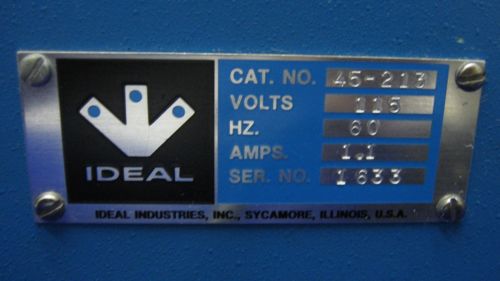 IDEAL
CAT. NO. 45-213
VOLTS 115
HZ. 60
AMPS. 1.1
SER. NO. 1633
IDEAL INDUSTRIES, INC., SYCAMORE, ILLINOIS, U.S.A.